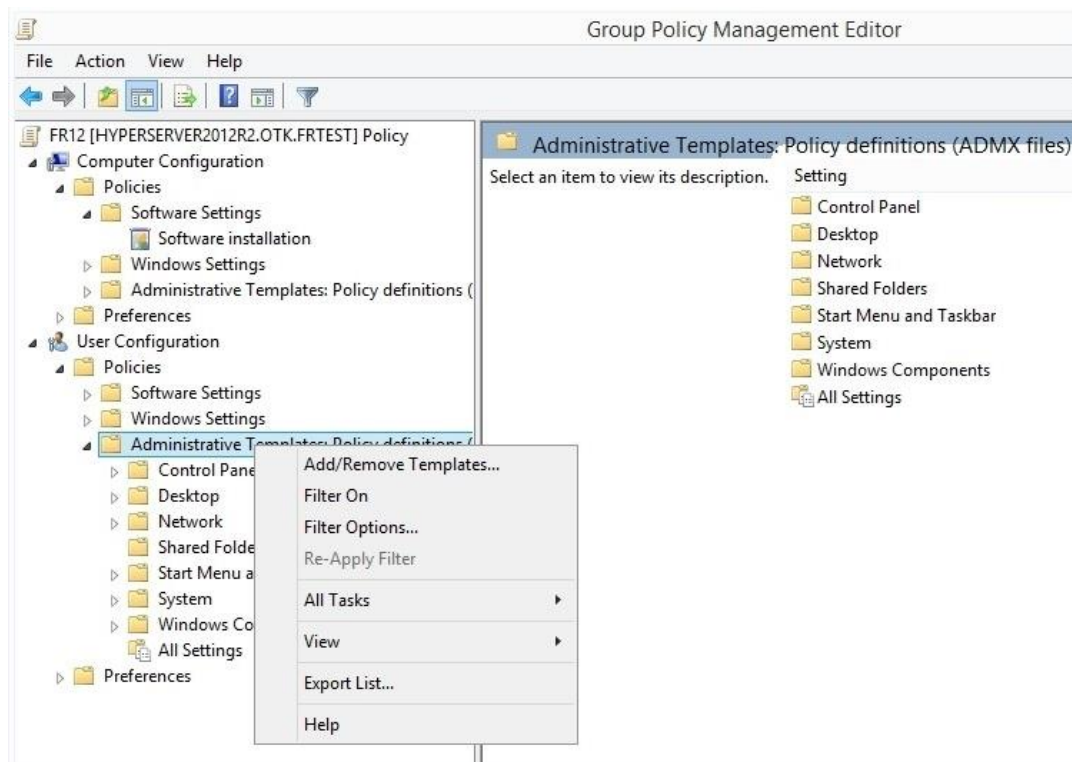 Group Policy Management Editor
File Action View Help
FR12 [HYPERSERVER2012R2.OTK.FRTEST] Policy
Computer Configuration
Policies
Software Settings
Software installation
Windows Settings
Administrative Templates: Policy definitions (
Preferences
User Configuration
Policies
Software Settings
Windows Settings
Administrative Templates: Policy definitions (
Control Pane
Desktop
Network
Shared Folde
Start Menu a
System
Windows Co
All Settings
Preferences
Add/Remove Templates...
Filter On
Filter Options...
Re-Apply Filter
All Tasks
View
Export List...
Help
Administrative Templates: Policy definitions (ADMX files)
Select an item to view its description.
Setting
Control Panel
Desktop
Network
Shared Folders
Start Menu and Taskbar
System
Windows Components
All Settings